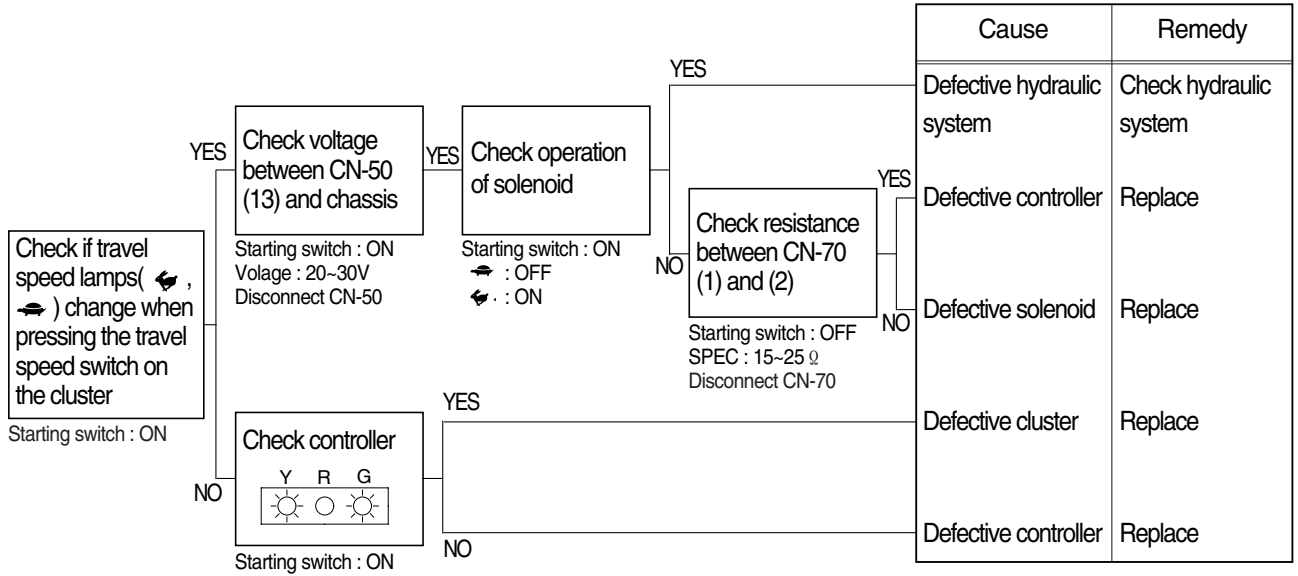 Cause
Remedy
YES
Defective hydraulic
system
Check hydraulic
system
YES
Check voltage
between CN-50
(13) and chassis
Starting switch : ON
Volage : 20~30V
Disconnect CN-50
YES
Check operation
of solenoid
Starting switch : ON
: OFF
: ON
NO
Check resistance
between CN-70
(1) and (2)
Starting switch : OFF
SPEC : 15~25 Ω
Disconnect CN-70
YES
Defective controller
Replace
NO
Defective solenoid
Replace
Check if travel
speed lamps( ,
) change when
pressing the travel
speed switch on
the cluster
Starting switch : ON
NO
Check controller
Y R G
Starting switch : ON
YES
Defective cluster
Replace
NO
Defective controller
Replace